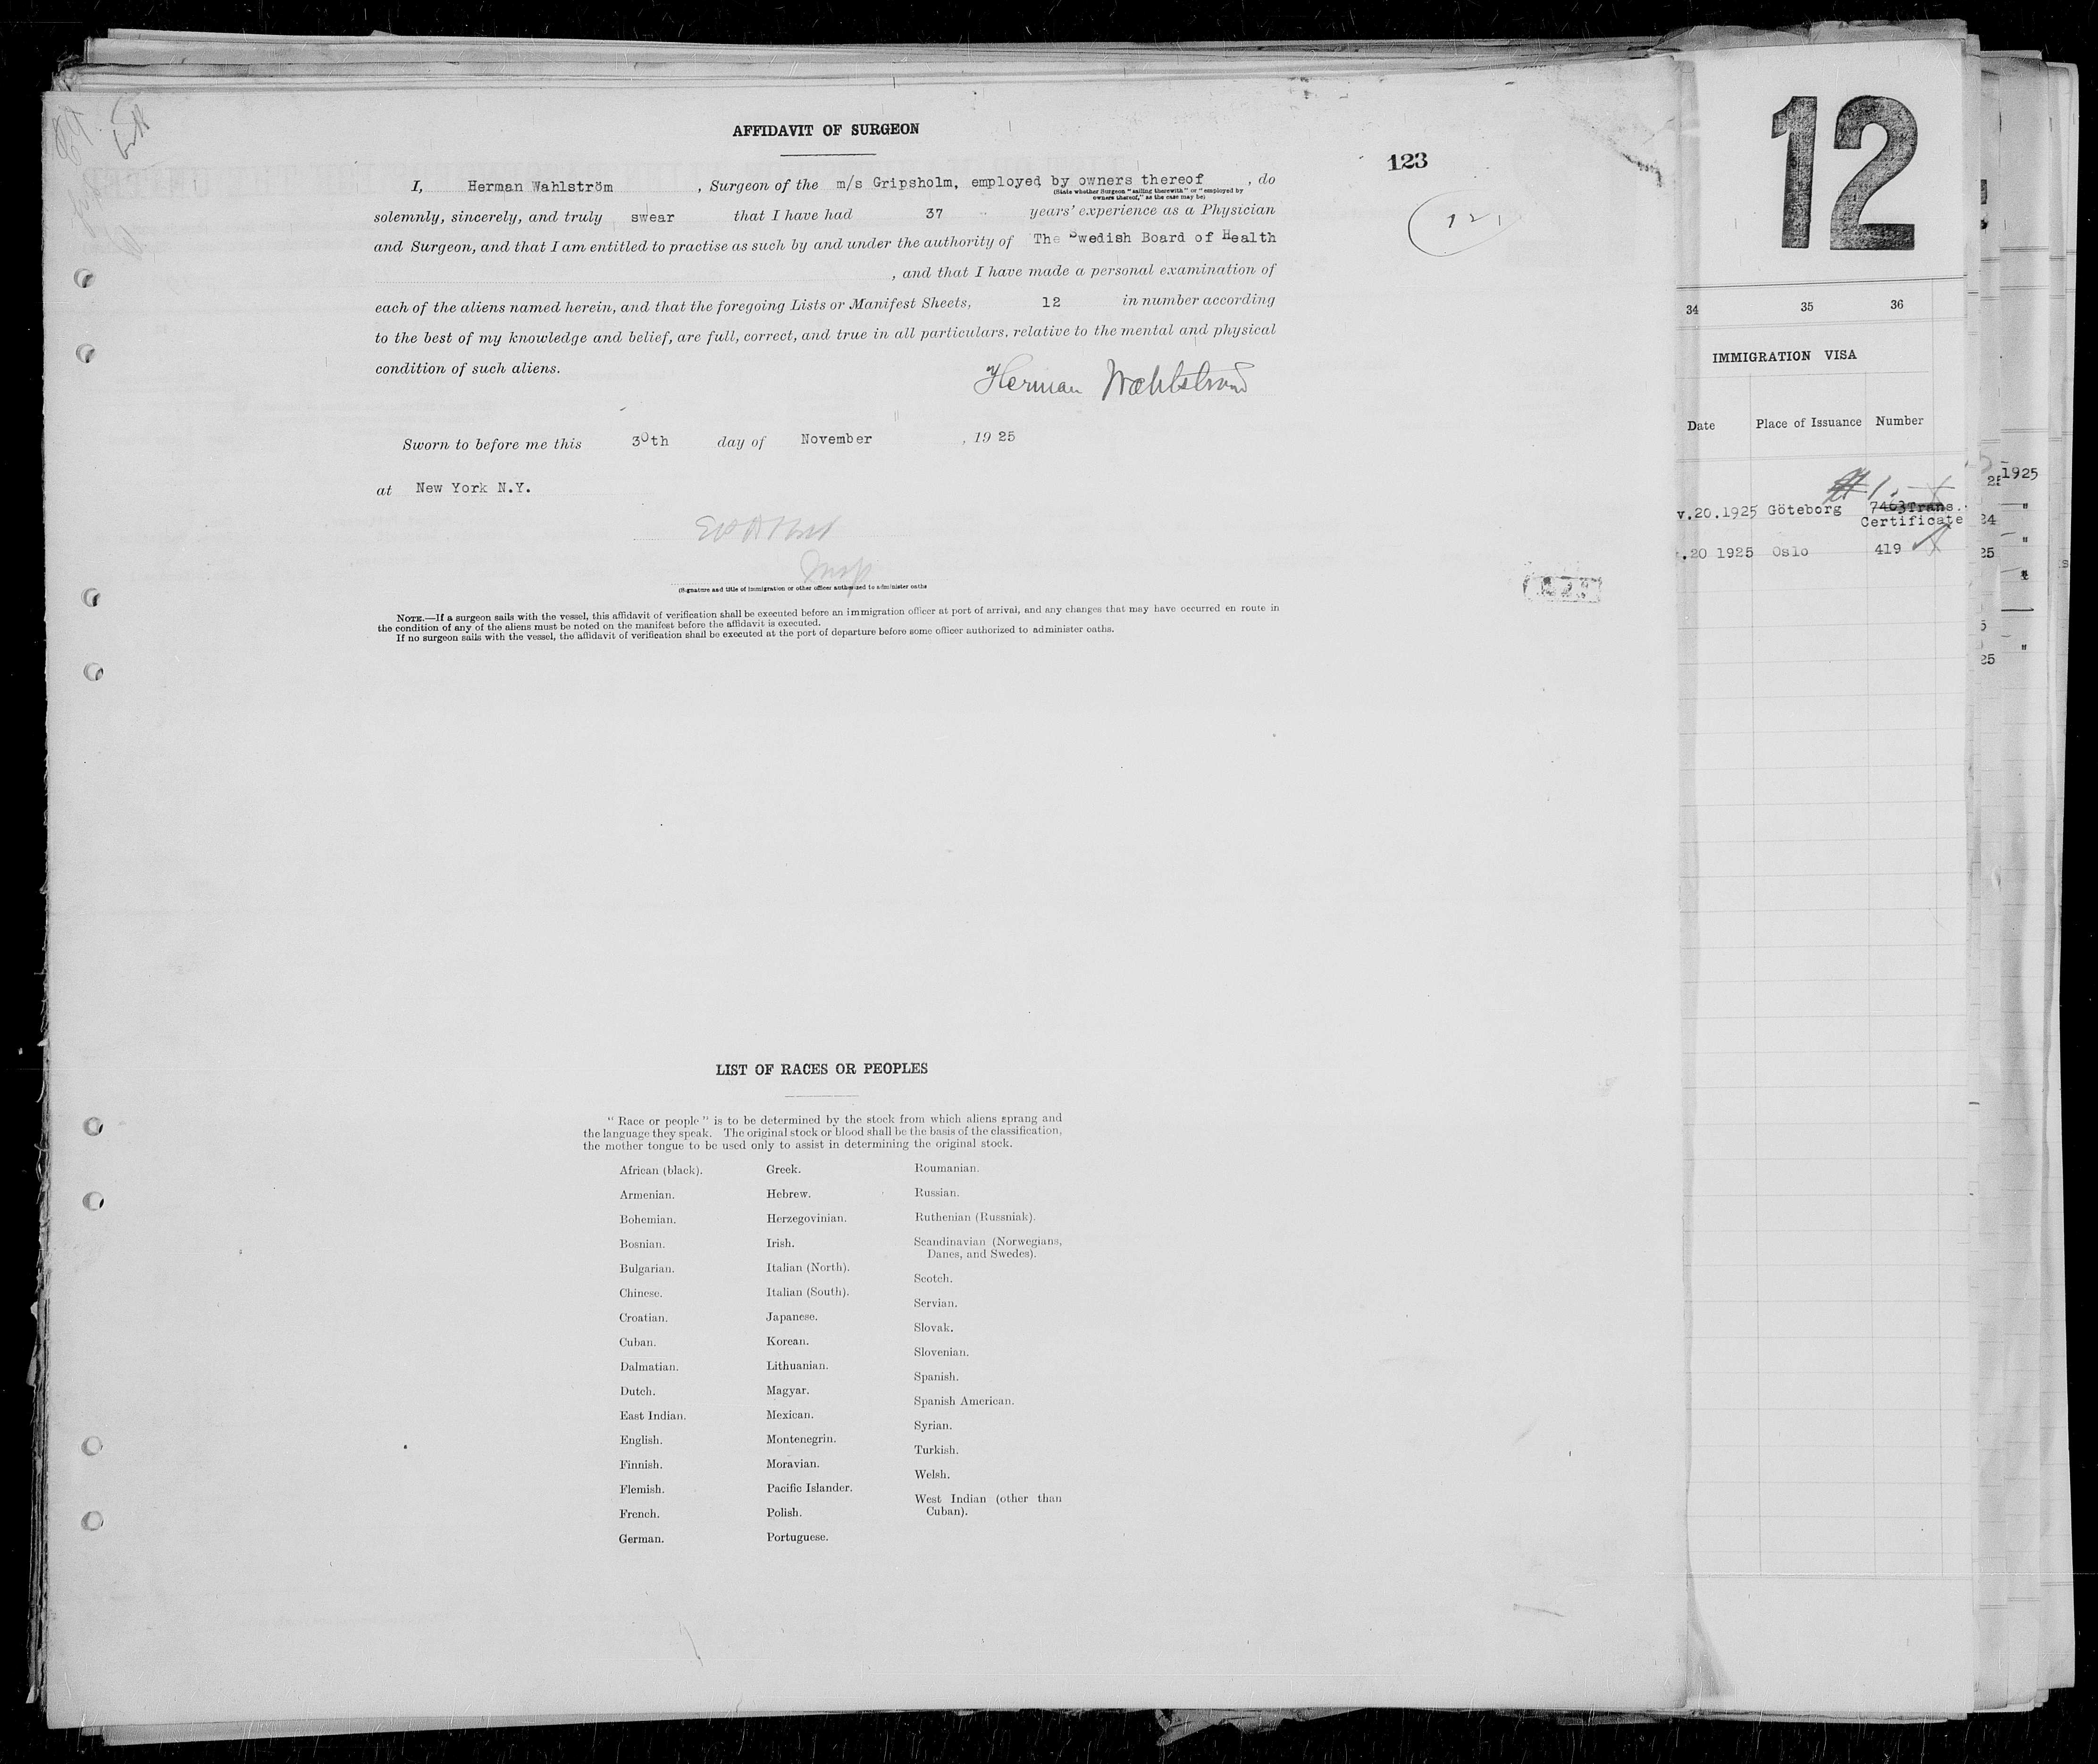 AFFIDAVIT OF SURGEON
123
121
I, Herman Wahlström, Surgeon of the m/s Gripsholm, employed by owners thereof, do
(State whether Surgeon "sailing therewith" or "employed by
owners thereof," as the case may be)
solemnly, sincerely, and truly swear that I have had 37 years' experience as a Physician
and Surgeon, and that I am entitled to practise as such by and under the authority of The Swedish Board of Health
, and that I have made a personal examination of
each of the aliens named herein, and that the foregoing Lists or Manifest Sheets, 12 in number according
to the best of my knowledge and belief, are full, correct, and true in all particulars, relative to the mental and physical
condition of such aliens.
Herman Wahlström
Sworn to before me this 30th day of November, 1925
at New York N.Y.
Insp
(Signature and title of immigration or other officer authorized to administer oaths
NOTE.—If a surgeon sails with the vessel, this affidavit of verification shall be executed before an immigration officer at port of arrival, and any changes that may have occurred en route in
the condition of any of the aliens must be noted on the manifest before the affidavit is executed.
If no surgeon sails with the vessel, the affidavit of verification shall be executed at the port of departure before some officer authorized to administer oaths.
LIST OF RACES OR PEOPLES
"Race or people" is to be determined by the stock from which aliens sprang and
the language they speak. The original stock or blood shall be the basis of the classification,
the mother tongue to be used only to assist in determining the original stock.
African (black).
Armenian.
Bohemian.
Bosnian.
Bulgarian.
Chinese.
Croatian.
Cuban.
Dalmatian.
Dutch.
East Indian.
English.
Finnish.
Flemish.
French.
German.
Greek.
Hebrew.
Herzegovinian.
Irish.
Italian (North).
Italian (South).
Japanese.
Korean.
Lithuanian.
Magyar.
Mexican.
Montenegrin.
Moravian.
Pacific Islander.
Polish.
Portuguese.
Roumanian.
Russian.
Ruthenian (Russniak).
Scandinavian (Norwegians,
Danes, and Swedes).
Scotch.
Servian.
Slovak.
Slovenian.
Spanish.
Spanish American.
Syrian.
Turkish.
Welsh.
West Indian (other than
Cuban).
12
34 35 36
IMMIGRATION VISA
Date Place of Issuance Number
v.20.1925 Göteborg 7463 Trans.
Certificate
.20 1925 Oslo 419
1925
"
24
"
25
"
25